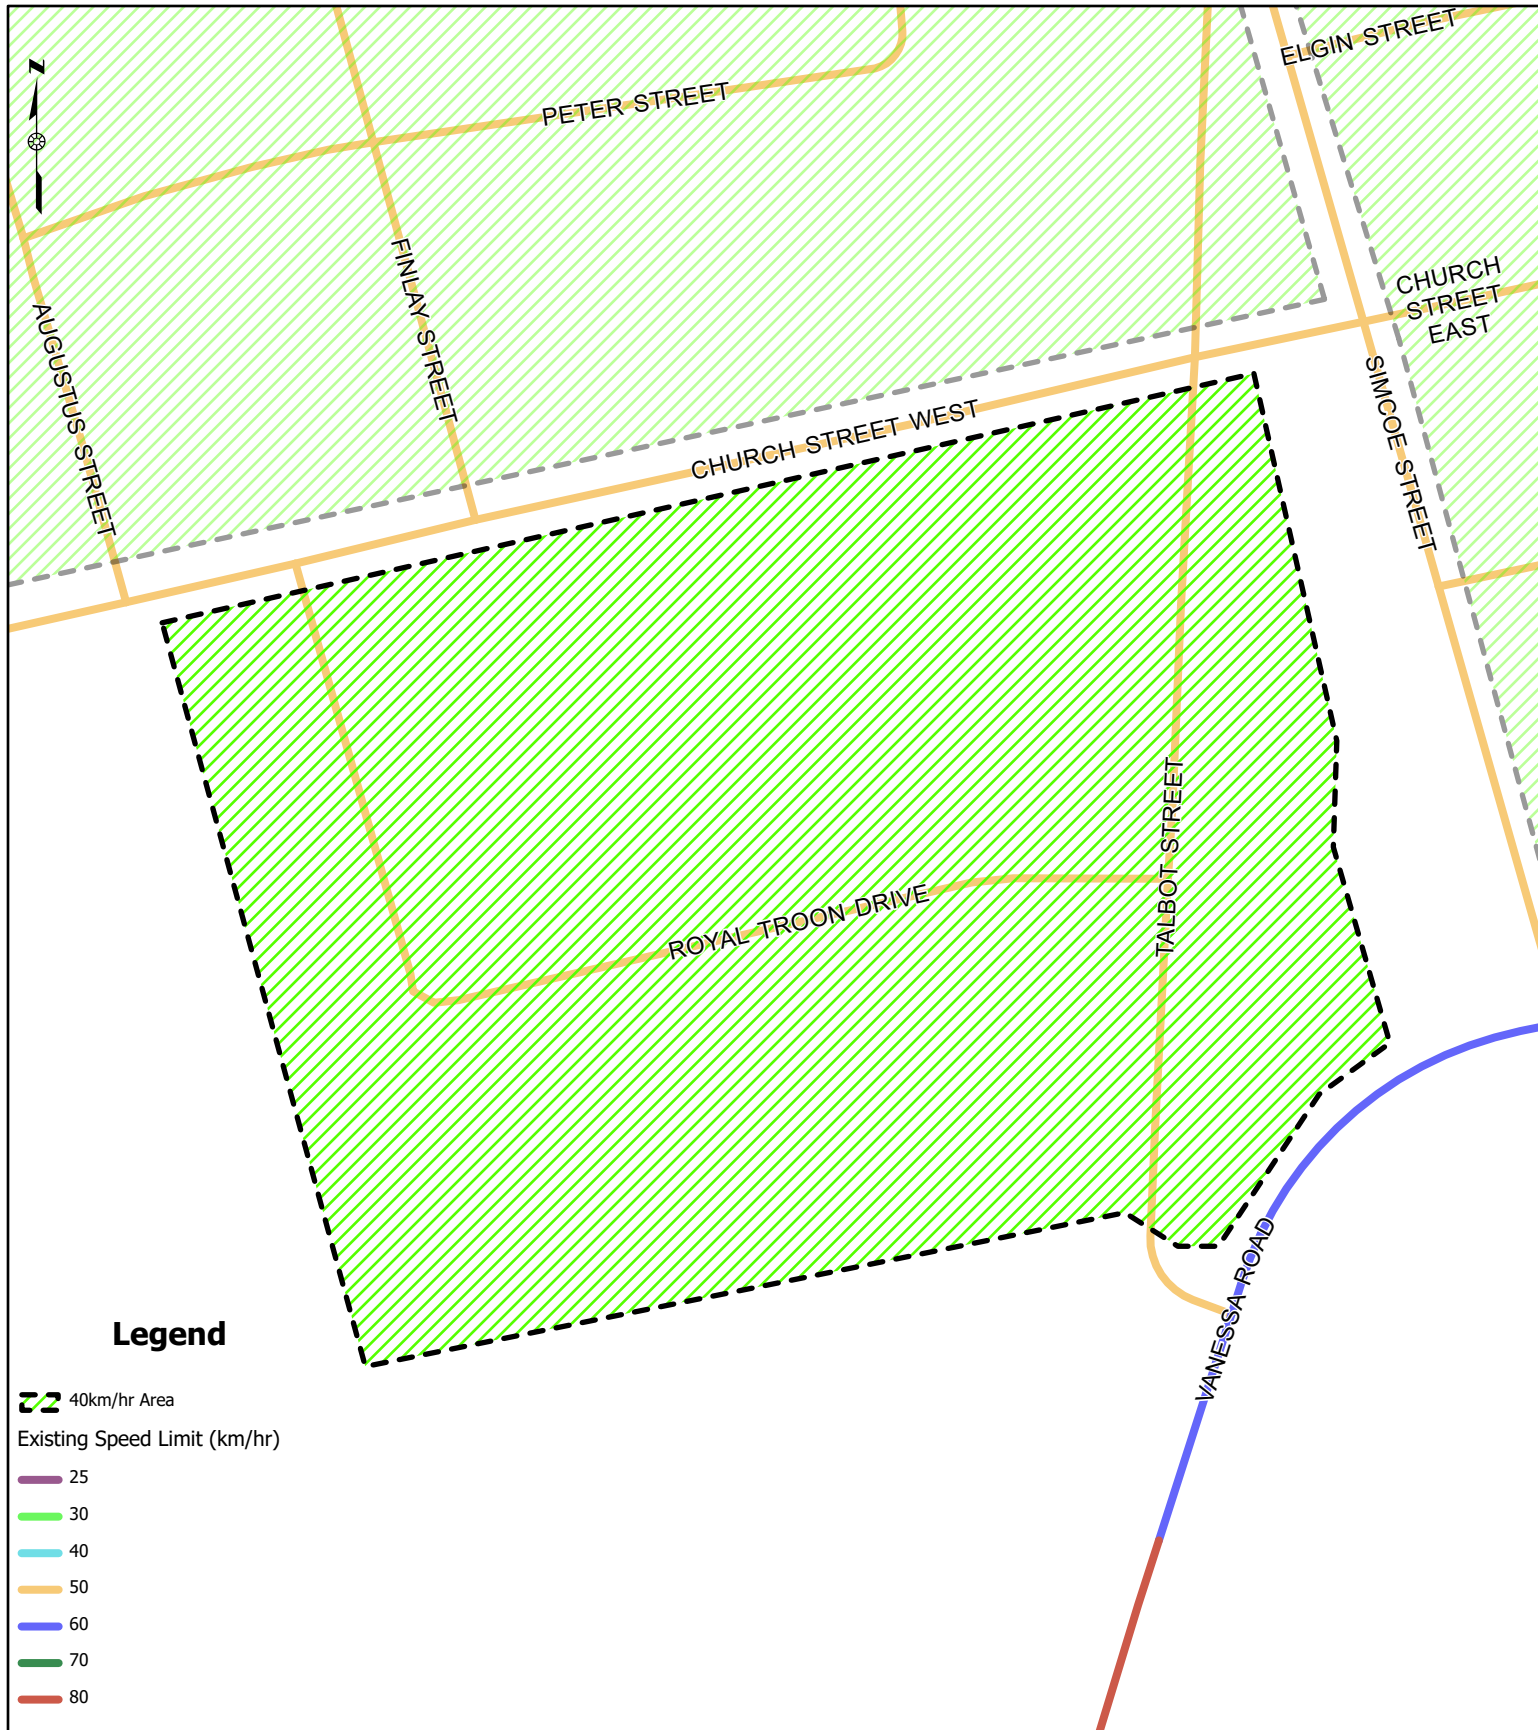 ELGIN STREET
N
PETER STREET
FINLAY STREET
CHURCH
STREET
EAST
AUGUSTUS STREET
SIMCOE STREET
CHURCH STREET WEST
TALBOT STREET
ROYAL TROON DRIVE
VANESSA ROAD
Legend
40km/hr Area
Existing Speed Limit (km/hr)
25
30
40
50
60
70
80